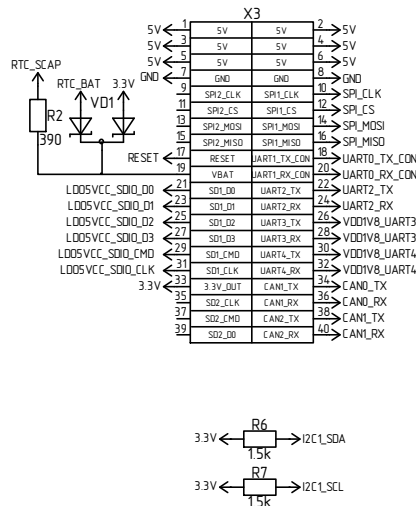 X3
5V 1 5V 5V 2 5V
5V 3 5V 5V 4 5V
5V 5 5V 5V 6 5V
GND 7 GND GND 8 GND
9 SPI2_CLK SPI1_CLK 10 SPI_CLK
11 SPI2_CS SPI1_CS 12 SPI_CS
13 SPI2_MOSI SPI1_MOSI 14 SPI_MOSI
15 SPI2_MISO SPI1_MISO 16 SPI_MISO
RESET 17 RESET UART1_TX_CON 18 UART0_TX_CON
19 VBAT UART1_RX_CON 20 UART0_RX_CON
LDO5VCC_SDIO_D0 21 SD1_D0 UART2_TX 22 UART2_TX
LDO5VCC_SDIO_D1 23 SD1_D1 UART2_RX 24 UART2_RX
LDO5VCC_SDIO_D2 25 SD1_D2 UART3_TX 26 VDD1V8_UART3
LDO5VCC_SDIO_D3 27 SD1_D3 UART3_RX 28 VDD1V8_UART3
LDO5VCC_SDIO_CMD 29 SD1_CMD UART4_TX 30 VDD1V8_UART4
LDO5VCC_SDIO_CLK 31 SD1_CLK UART4_RX 32 VDD1V8_UART4
3.3V 33 3.3V_OUT CAN1_TX 34 CAN0_TX
35 SD2_CLK CAN1_RX 36 CAN0_RX
37 SD2_CMD CAN2_TX 38 CAN1_TX
39 SD2_D0 CAN2_RX 40 CAN1_RX
RTC_SCAP
RTC_BAT 3.3V
VD1
R2
390
R6
3.3V I2C1_SDA
1.5k
R7
3.3V I2C1_SCL
1.5k